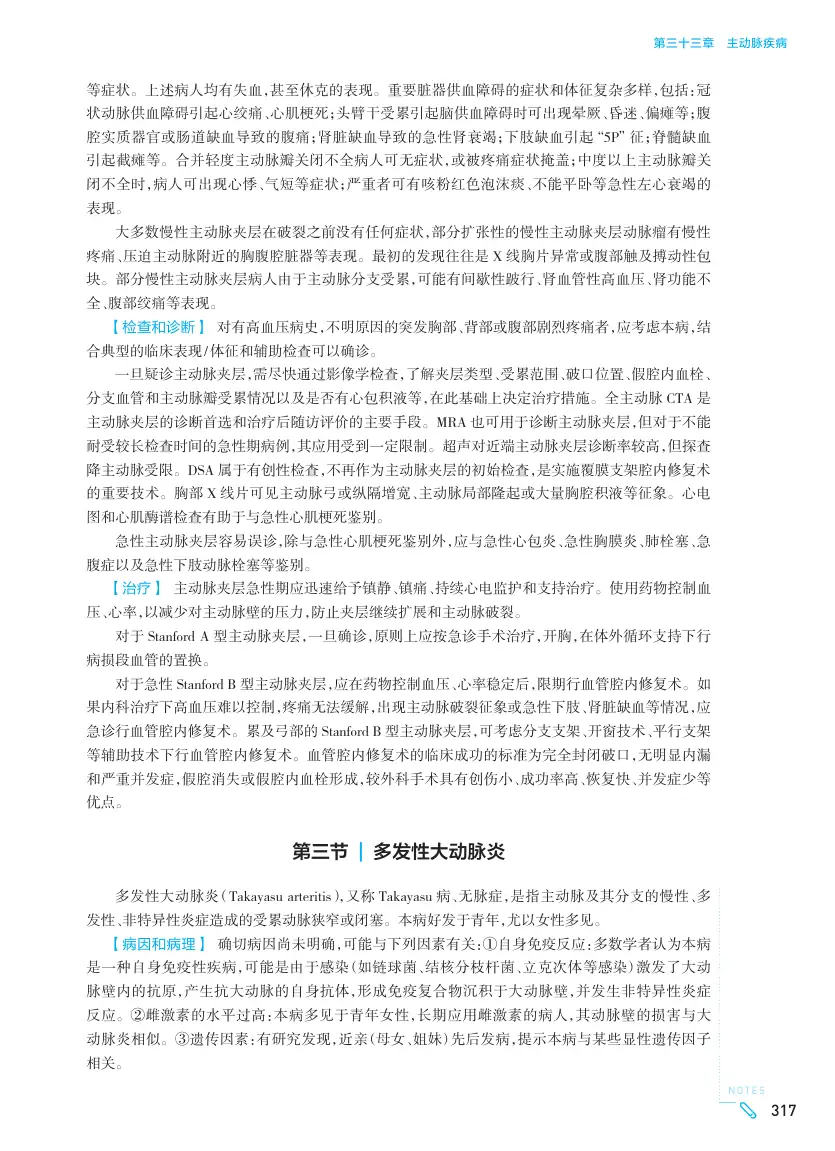 第三十三章 主动脉疾病
等症状。上述病人均有失血,甚至休克的表现。重要脏器供血障碍的症状和体征复杂多样,包括:冠
状动脉供血障碍引起心绞痛、心肌梗死;头臂干受累引起脑供血障碍时可出现晕厥、昏迷、偏瘫等;腹
腔实质器官或肠道缺血导致的腹痛;肾脏缺血导致的急性肾衰竭;下肢缺血引起“5P”征;脊髓缺血
引起截瘫等。合并轻度主动脉瓣关闭不全病人可无症状,或被疼痛症状掩盖;中度以上主动脉瓣关
闭不全时,病人可出现心悸、气短等症状;严重者可有咳粉红色泡沫痰、不能平卧等急性左心衰竭的
表现。
大多数慢性主动脉夹层在破裂之前没有任何症状,部分扩张性的慢性主动脉夹层动脉瘤有慢性
疼痛、压迫主动脉附近的胸腹腔脏器等表现。最初的发现往往是 X 线胸片异常或腹部触及搏动性包
块。部分慢性主动脉夹层病人由于主动脉分支受累,可能有间歇性跛行、肾血管性高血压、肾功能不
全、腹部绞痛等表现。
【检查和诊断】 对有高血压病史,不明原因的突发胸部、背部或腹部剧烈疼痛者,应考虑本病,结
合典型的临床表现/体征和辅助检查可以确诊。
一旦疑诊主动脉夹层,需尽快通过影像学检查,了解夹层类型、受累范围、破口位置、假腔内血栓、
分支血管和主动脉瓣受累情况以及是否有心包积液等,在此基础上决定治疗措施。全主动脉 CTA 是
主动脉夹层的诊断首选和治疗后随访评价的主要手段。MRA 也可用于诊断主动脉夹层,但对于不能
耐受较长检查时间的急性期病例,其应用受到一定限制。超声对近端主动脉夹层诊断率较高,但探查
降主动脉受限。DSA 属于有创性检查,不再作为主动脉夹层的初始检查,是实施覆膜支架腔内修复术
的重要技术。胸部 X 线片可见主动脉弓或纵隔增宽、主动脉局部隆起或大量胸腔积液等征象。心电
图和心肌酶谱检查有助于与急性心肌梗死鉴别。
急性主动脉夹层容易误诊,除与急性心肌梗死鉴别外,应与急性心包炎、急性胸膜炎、肺栓塞、急
腹症以及急性下肢动脉栓塞等鉴别。
【治疗】 主动脉夹层急性期应迅速给予镇静、镇痛、持续心电监护和支持治疗。使用药物控制血
压、心率,以减少对主动脉壁的压力,防止夹层继续扩展和主动脉破裂。
对于 Stanford A 型主动脉夹层,一旦确诊,原则上应按急诊手术治疗,开胸,在体外循环支持下行
病损段血管的置换。
对于急性 Stanford B 型主动脉夹层,应在药物控制血压、心率稳定后,限期行血管腔内修复术。如
果内科治疗下高血压难以控制,疼痛无法缓解,出现主动脉破裂征象或急性下肢、肾脏缺血等情况,应
急诊行血管腔内修复术。累及弓部的 Stanford B 型主动脉夹层,可考虑分支支架、开窗技术、平行支架
等辅助技术下行血管腔内修复术。血管腔内修复术的临床成功的标准为完全封闭破口,无明显内漏
和严重并发症,假腔消失或假腔内血栓形成,较外科手术具有创伤小、成功率高、恢复快、并发症少等
优点。
第三节 | 多发性大动脉炎
多发性大动脉炎(Takayasu arteritis),又称 Takayasu 病、无脉症,是指主动脉及其分支的慢性、多
发性、非特异性炎症造成的受累动脉狭窄或闭塞。本病好发于青年,尤以女性多见。
【病因和病理】 确切病因尚未明确,可能与下列因素有关:①自身免疫反应:多数学者认为本病
是一种自身免疫性疾病,可能是由于感染(如链球菌、结核分枝杆菌、立克次体等感染)激发了大动
脉壁内的抗原,产生抗大动脉的自身抗体,形成免疫复合物沉积于大动脉壁,并发生非特异性炎症
反应。②雌激素的水平过高:本病多见于青年女性,长期应用雌激素的病人,其动脉壁的损害与大
动脉炎相似。③遗传因素:有研究发现,近亲(母女、姐妹)先后发病,提示本病与某些显性遗传因子
相关。
NOTES
317